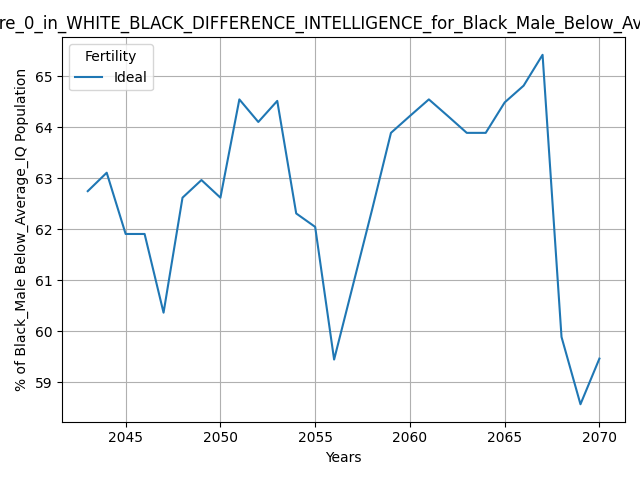 re_0_in_WHITE_BLACK_DIFFERENCE_INTELLIGENCE_for_Black_Male_Below_Av
Fertility
Ideal
% of Black_Male Below_Average_IQ Population
65
64
63
62
61
60
59
2045
2050
2055
2060
2065
2070
Years